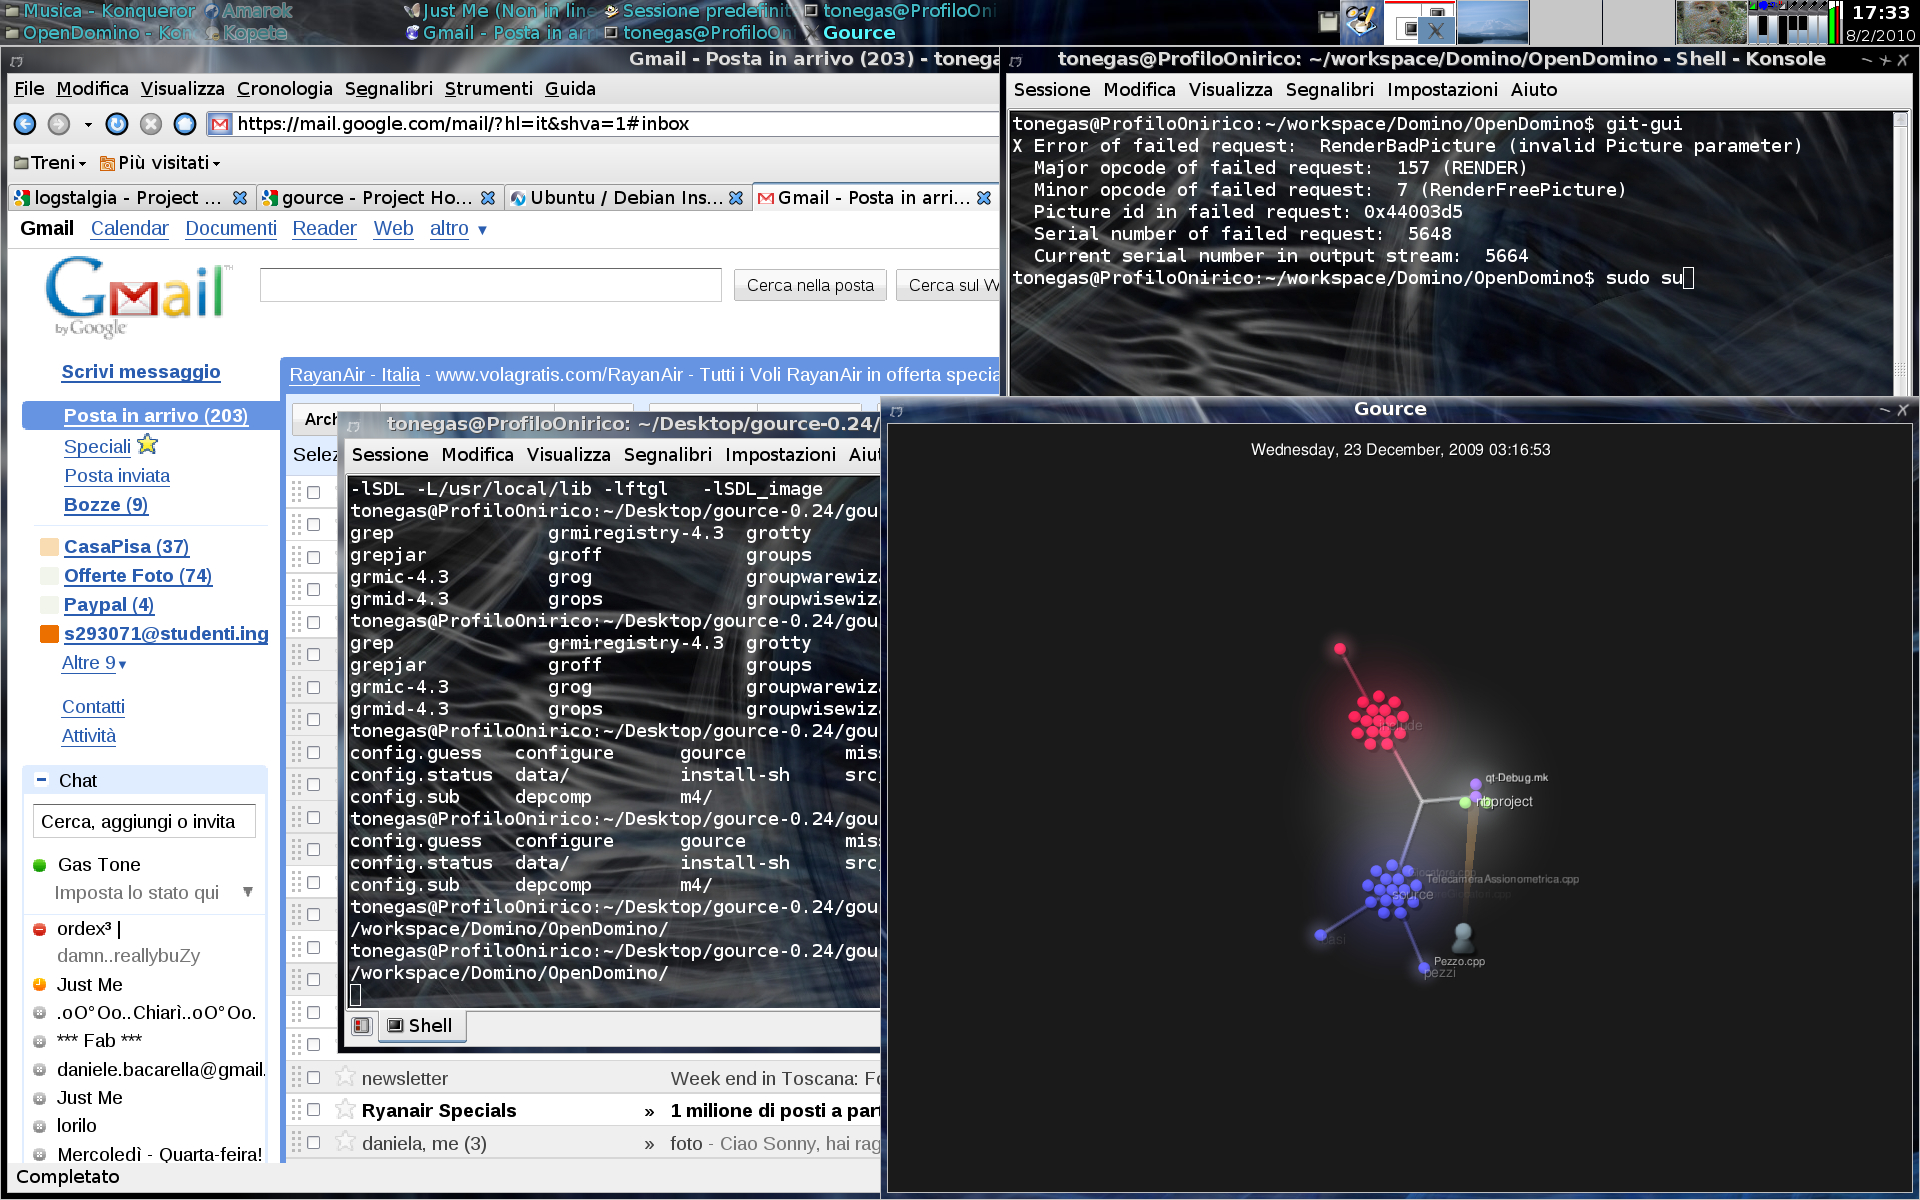 Musica - Konqueror
Amarok
Just Me (Non in line
Sessione predefinit
tonegas@ProfiloOni
OpenDomino - Kon
Kopete
Gmail - Posta in arr
tonegas@ProfiloOn
Gource
17:33
8/2/2010
Gmail - Posta in arrivo (203) - tonega
File Modifica Visualizza Cronologia Segnalibri Strumenti Guida
https://mail.google.com/mail/?hl=it&shva=1#inbox
Treni
Più visitati
logstalgia - Project ...
gource - Project Ho...
Ubuntu / Debian Ins...
Gmail - Posta in arri...
Gmail Calendar Documenti Reader Web altro ▼
Gmail™
by Google
Cerca nella posta
Cerca sul W
Scrivi messaggio
Posta in arrivo (203)
Speciali
Posta inviata
Bozze (9)
CasaPisa (37)
Offerte Foto (74)
Paypal (4)
s293071@studenti.ing
Altre 9▼
Contatti
Attività
Chat
Cerca, aggiungi o invita
Gas Tone
Imposta lo stato qui ▼
ordex³ |
damn..reallybuZy
Just Me
.oO°Oo..Chiarì..oO°Oo.
*** Fab ***
daniele.bacarella@gmail.
Just Me
lorilo
Mercoledì - Quarta-feira!
Completato
RayanAir - Italia - www.volagratis.com/RayanAir - Tutti i Voli RayanAir in offerta specia
Arch
Selez
newsletter
Week end in Toscana: Fo
Ryanair Specials » 1 milione di posti a part
daniela, me (3) » foto - Ciao Sonny, hai rag
tonegas@ProfiloOnirico: ~/Desktop/gource-0.24/
Sessione Modifica Visualizza Segnalibri Impostazioni Aiut
-lSDL -L/usr/local/lib -lftgl   -lSDL_image
tonegas@ProfiloOnirico:~/Desktop/gource-0.24/gou
grep grmiregistry-4.3 grotty
grepjar groff groups
grmic-4.3 grog groupwarewiza
grmid-4.3 grops groupwisewiza
tonegas@ProfiloOnirico:~/Desktop/gource-0.24/gou
grep grmiregistry-4.3 grotty
grepjar groff groups
grmic-4.3 grog groupwarewiza
grmid-4.3 grops groupwisewiza
tonegas@ProfiloOnirico:~/Desktop/gource-0.24/gou
config.guess configure gource miss
config.status data/ install-sh src/
config.sub depcomp m4/
tonegas@ProfiloOnirico:~/Desktop/gource-0.24/gou
config.guess configure gource miss
config.status data/ install-sh src/
config.sub depcomp m4/
tonegas@ProfiloOnirico:~/Desktop/gource-0.24/gou
/workspace/Domino/OpenDomino/
tonegas@ProfiloOnirico:~/Desktop/gource-0.24/gou
/workspace/Domino/OpenDomino/
Shell
tonegas@ProfiloOnirico: ~/workspace/Domino/OpenDomino - Shell - Konsole
Sessione Modifica Visualizza Segnalibri Impostazioni Aiuto
tonegas@ProfiloOnirico:~/workspace/Domino/OpenDomino$ git-gui
X Error of failed request:  RenderBadPicture (invalid Picture parameter)
Major opcode of failed request:  157 (RENDER)
Minor opcode of failed request:  7 (RenderFreePicture)
Picture id in failed request: 0x44003d5
Serial number of failed request:  5648
Current serial number in output stream:  5664
tonegas@ProfiloOnirico:~/workspace/Domino/OpenDomino$ sudo su
Gource
Wednesday, 23 December, 2009 03:16:53
include
qt-Debug.mk
nbproject
TelecameraAssionometrica.cpp
source
basi
Pezzo.cpp
pezzi